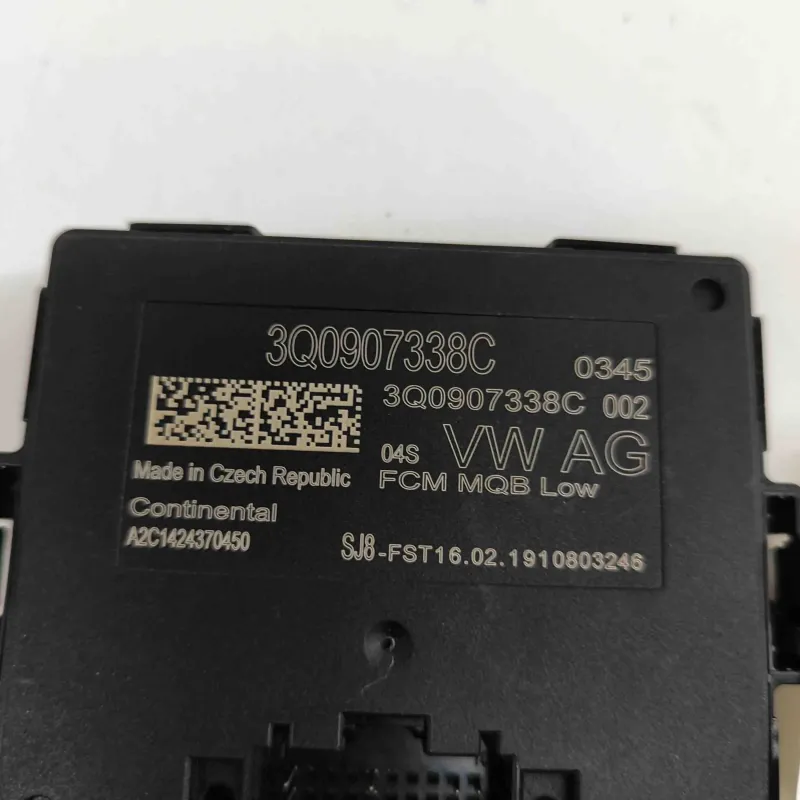 3Q0907338C 0345
3Q0907338C 002
04S VW AG
Made in Czech Republic FCM MQB Low
Continental
A2C1424370450 SJ8-FST16.02.1910803246